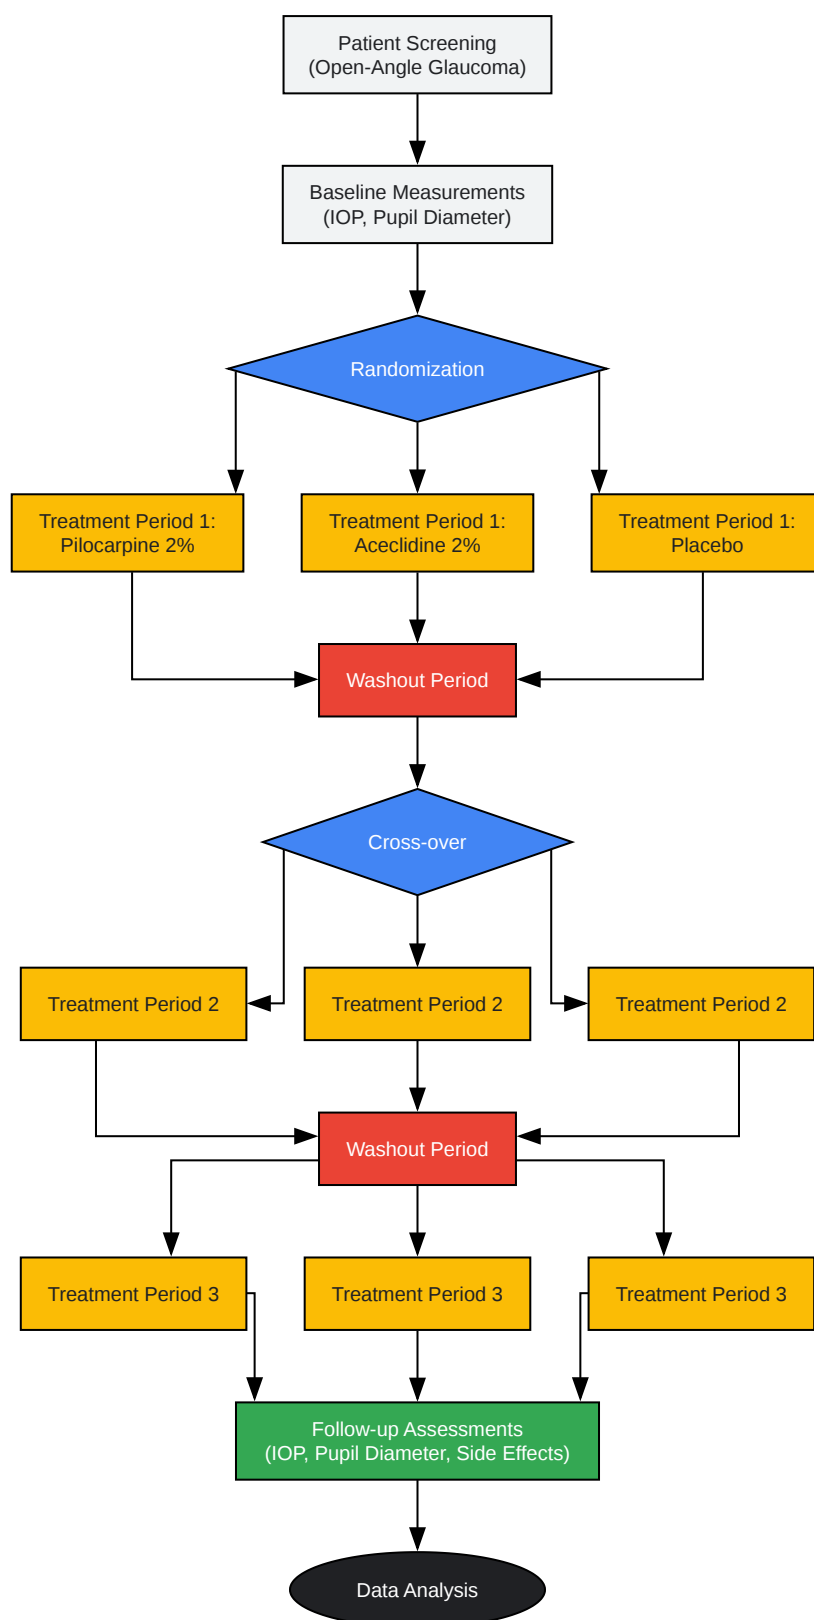 Patient Screening
(Open-Angle Glaucoma)
Baseline Measurements
(IOP, Pupil Diameter)
Randomization
Treatment Period 1:
Pilocarpine 2%
Treatment Period 1:
Aceclidine 2%
Treatment Period 1:
Placebo
Washout Period
Cross-over
Treatment Period 2
Treatment Period 2
Treatment Period 2
Washout Period
Treatment Period 3
Treatment Period 3
Treatment Period 3
Follow-up Assessments
(IOP, Pupil Diameter, Side Effects)
Data Analysis